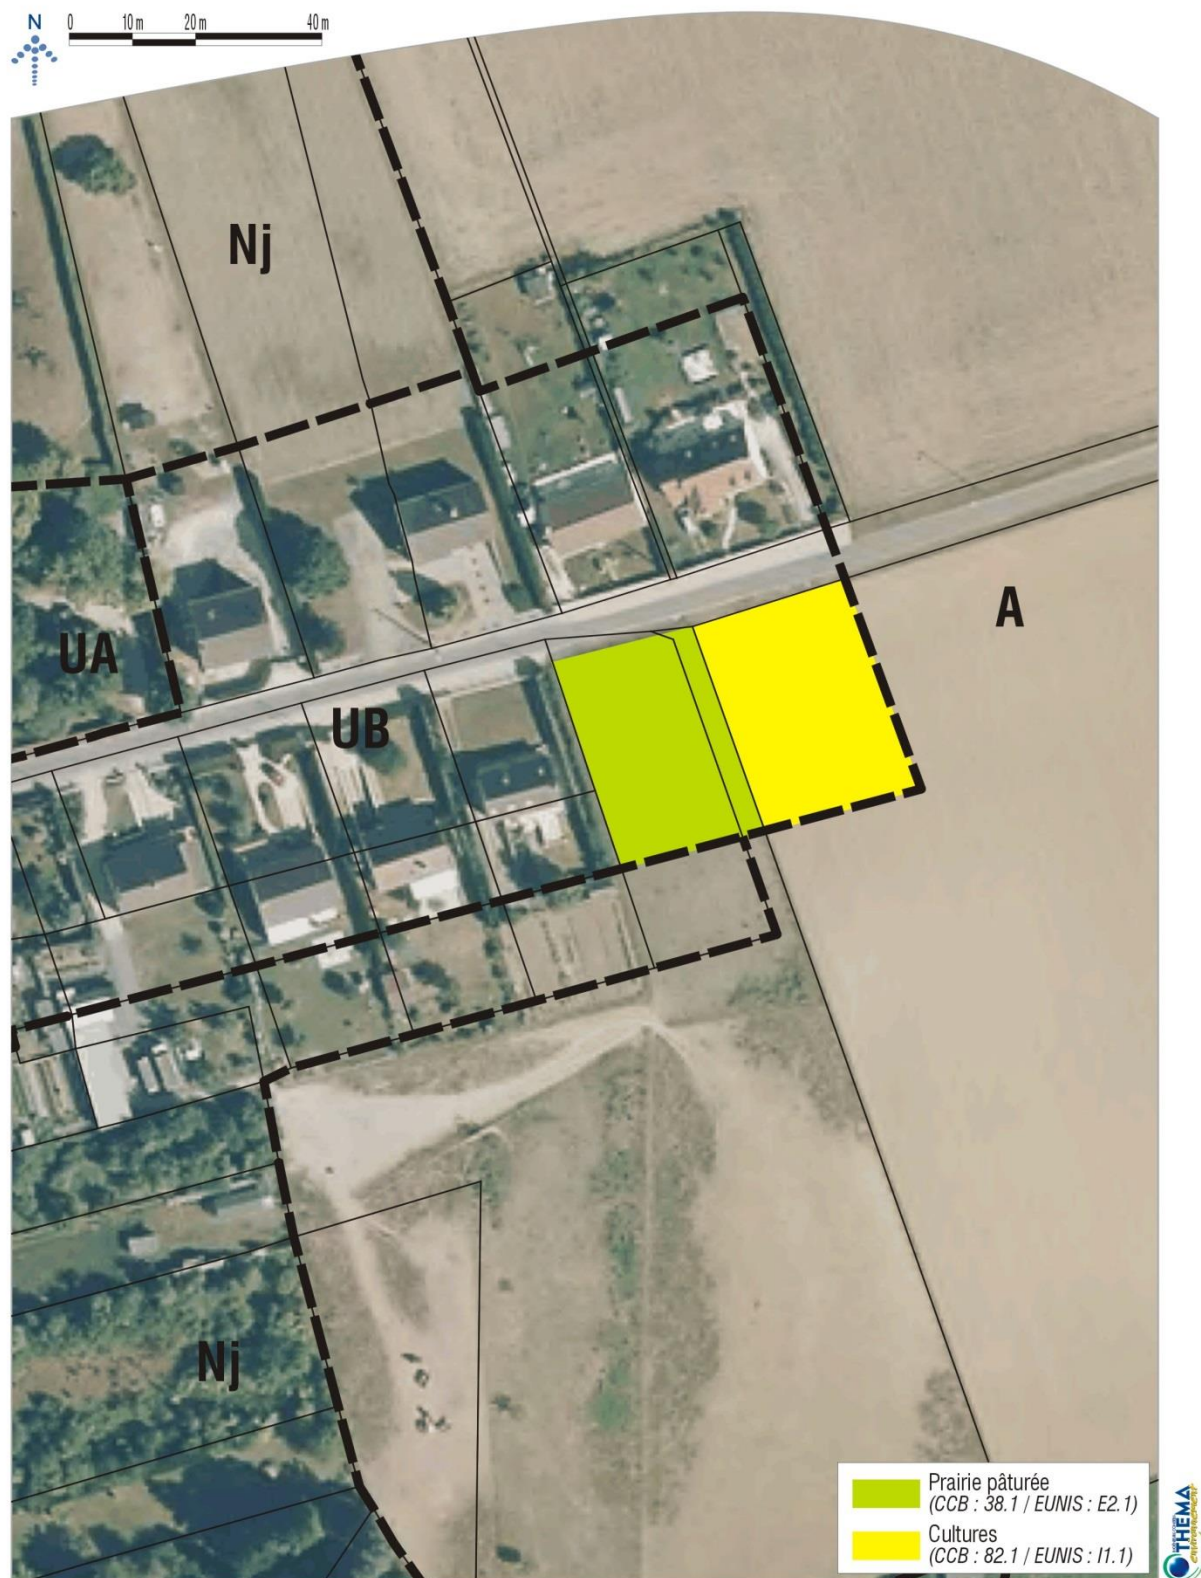 0 10 m 20 m 40 m
N
Nj
A
UA
UB
Nj
Prairie pâturée
(CCB : 38.1 / EUNIS : E2.1)
Cultures
(CCB : 82.1 / EUNIS : I1.1)
THEMA